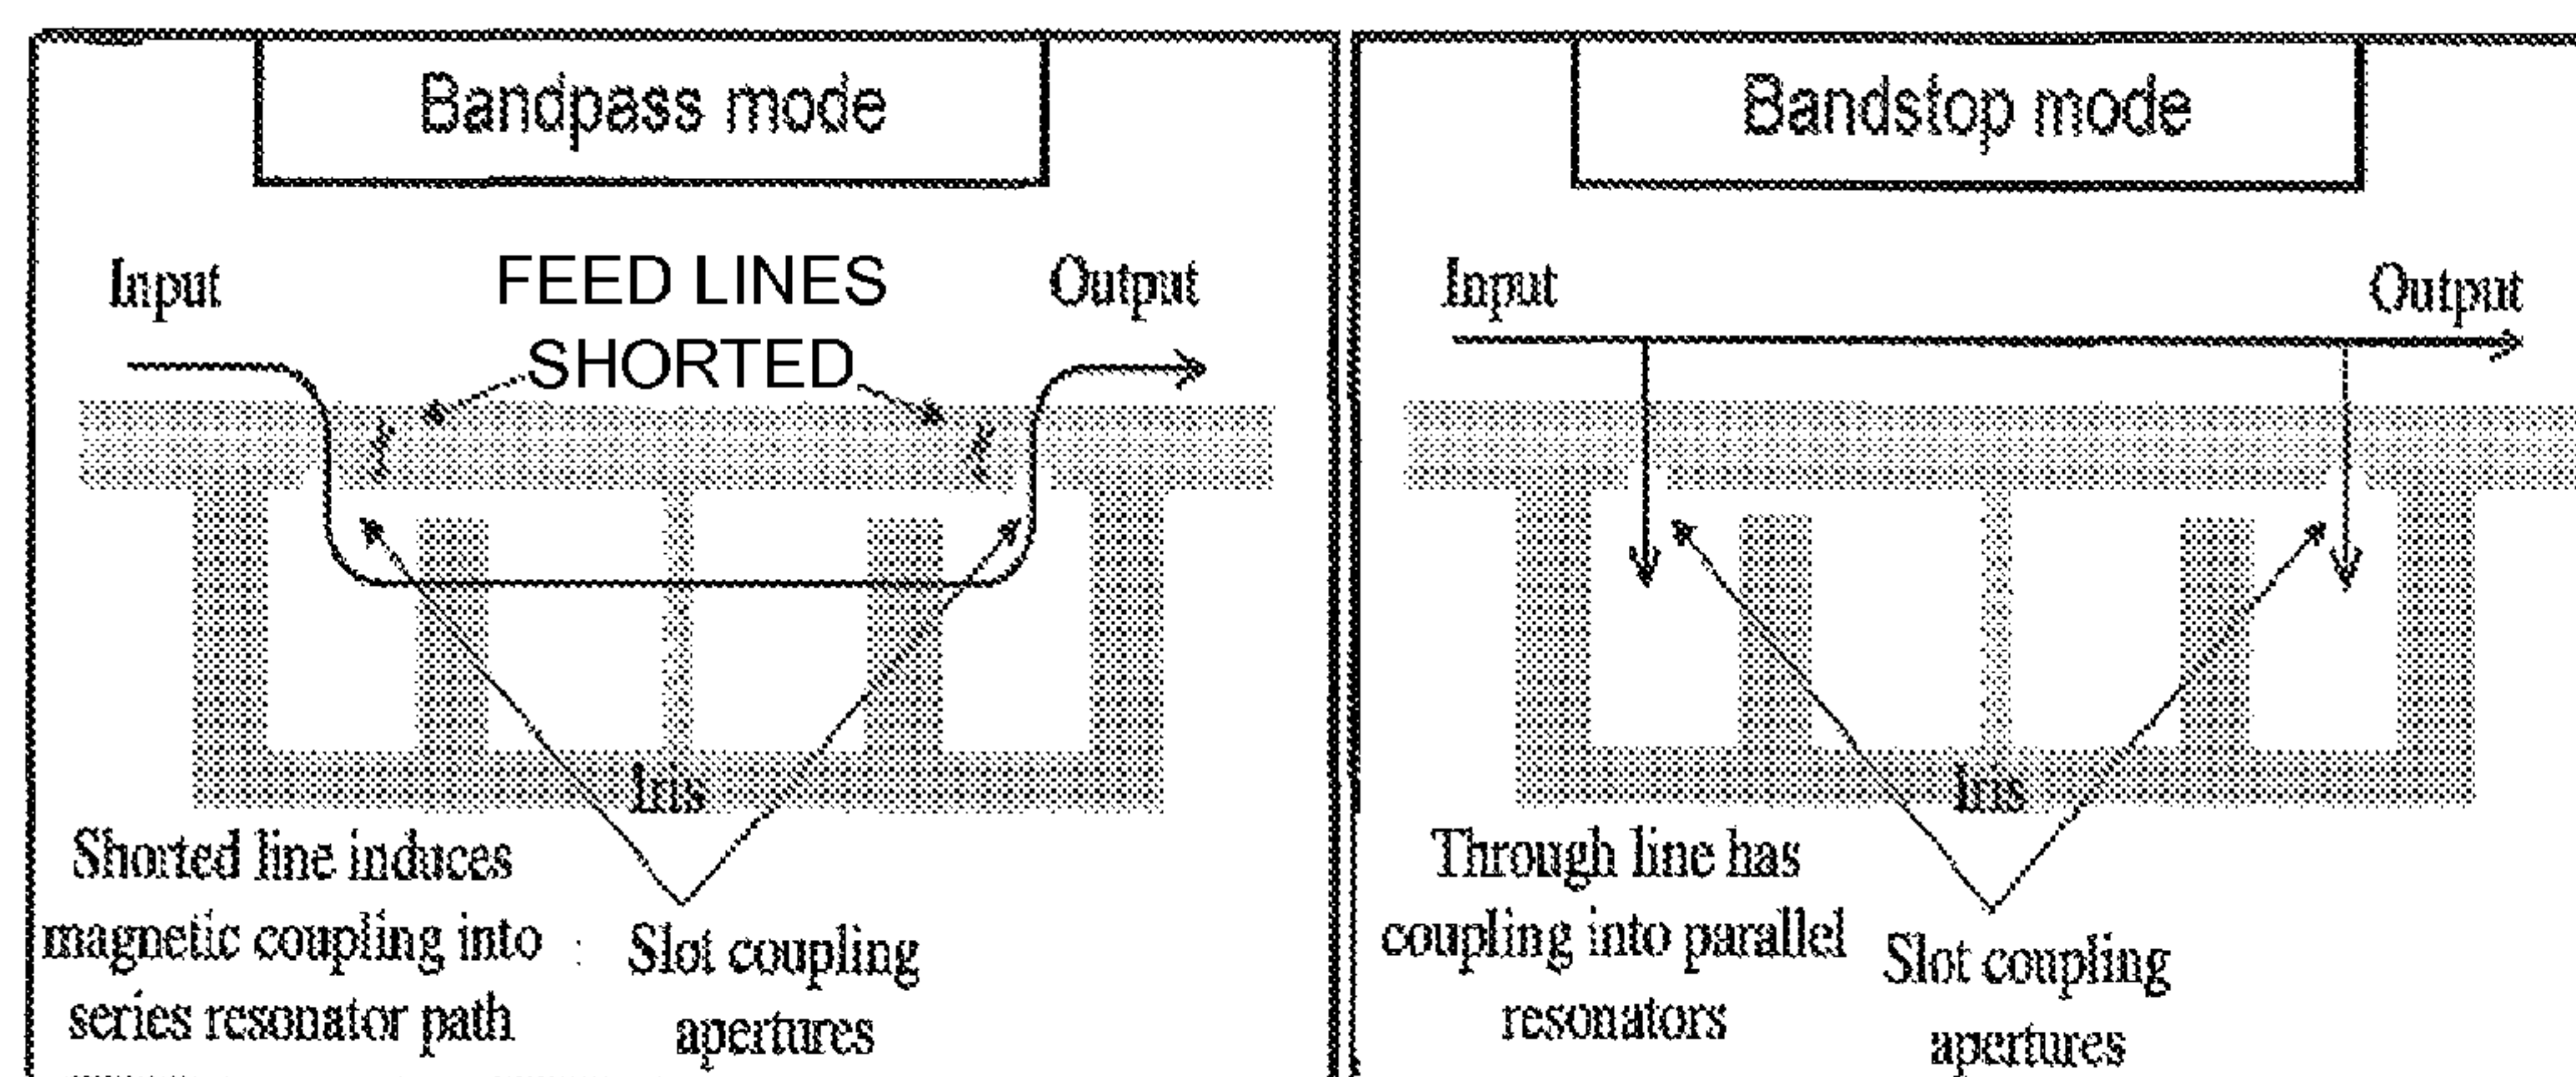 Bandpass mode
Input
FEED LINES
SHORTED
Output
Iris
Shorted line induces
magnetic coupling into
series resonator path
Slot coupling
apertures
Bandstop mode
Input
Output
Iris
Through line has
coupling into parallel
resonators
Slot coupling
apertures